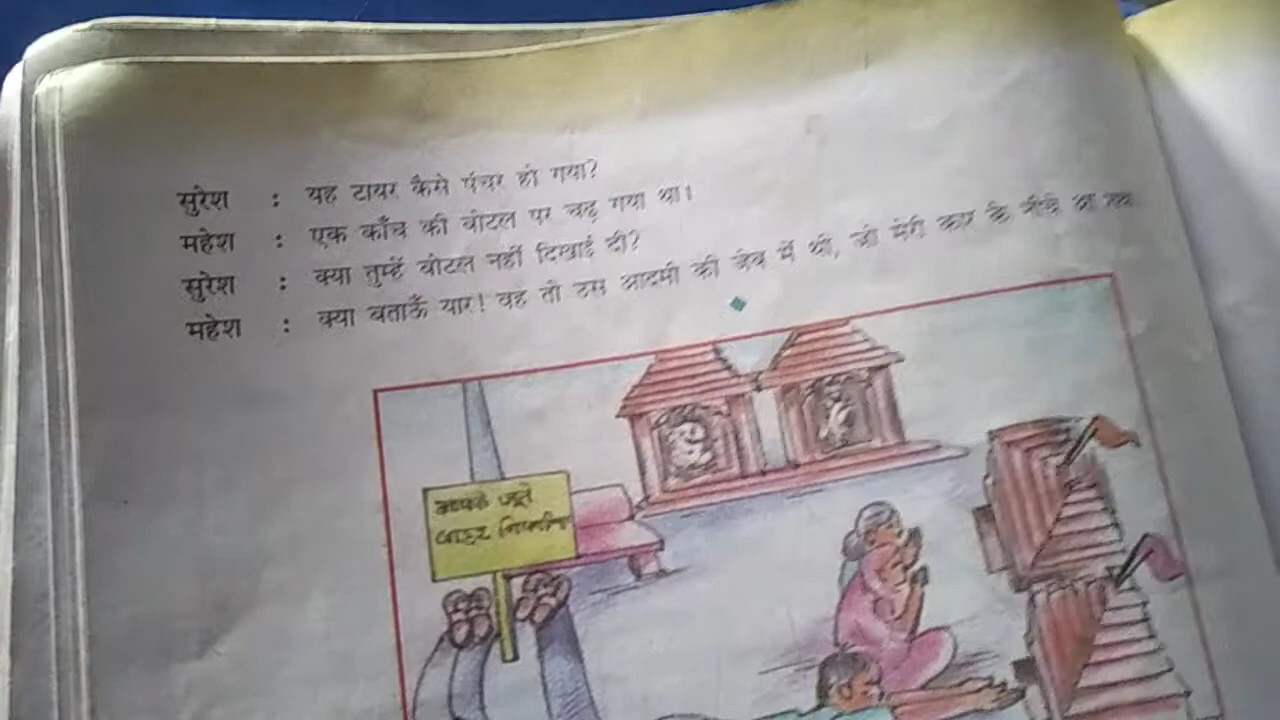 सुरेश : यह टायर कैसे पंचर हो गया?
महेश : एक काँच की बोटल पर चढ़ गया था।
सुरेश : क्या तुम्हें बोटल नहीं दिखाई दी?
महेश : क्या बताऊँ यार! वह तो उस आदमी की जेब में थी, जो मेरी कार के नीचे आ गया
आपके जूते
बाहर